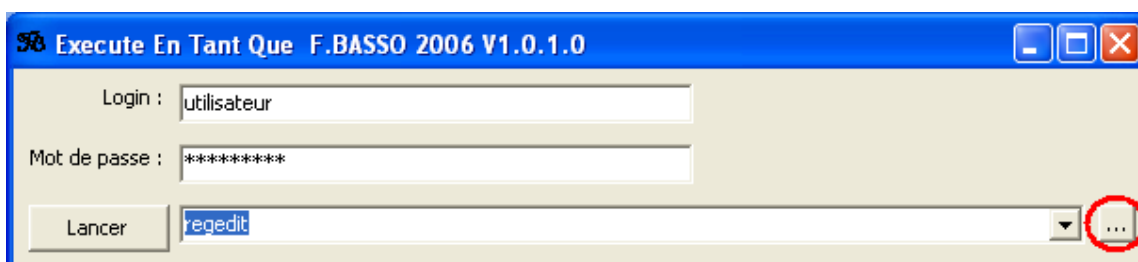 Execute En Tant Que F.BASSO 2006 V1.0.1.0
Login : utilisateur
Mot de passe : *********
Lancer regedit ...